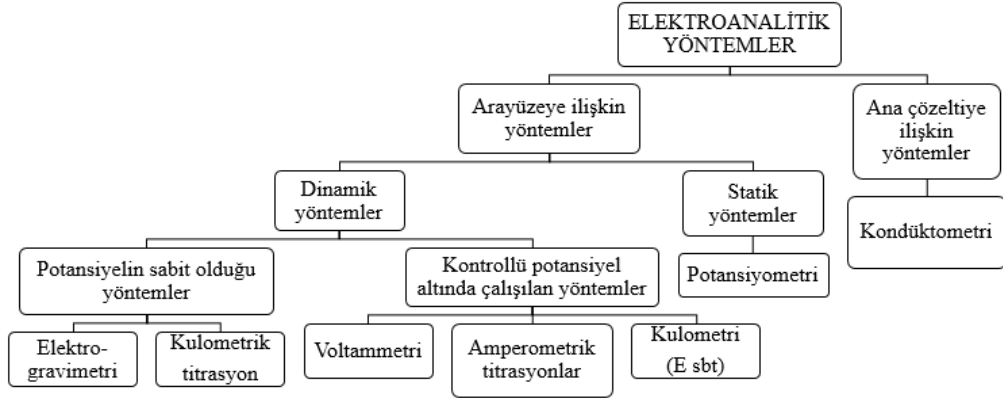 ELEKTROANALİTİK
YÖNTEMLER
Arayüzeye ilişkin
yöntemler
Ana çözeltiye
ilişkin
yöntemler
Dinamik
yöntemler
Statik
yöntemler
Kondüktometri
Potansiyelin sabit olduğu
yöntemler
Kontrollü potansiyel
altında çalışılan yöntemler
Potansiyometri
Elektro-
gravimetri
Kulometrik
titrasyon
Voltammetri
Amperometrik
titrasyonlar
Kulometri
(E sbt)